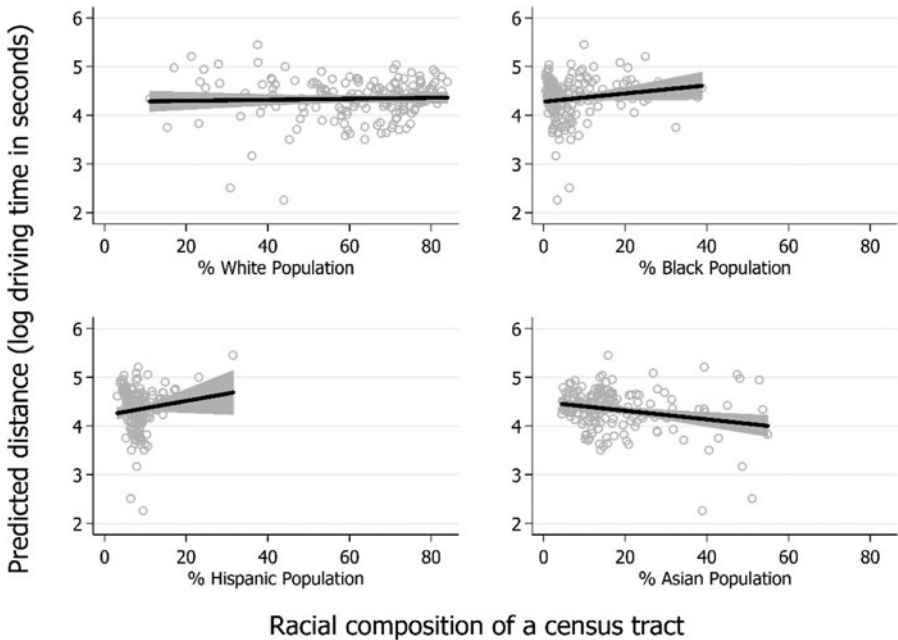 Predicted distance (log driving time in seconds)
6
5
4
3
2
0 20 40 60 80
% White Population
6
5
4
3
2
0 20 40 60 80
% Black Population
6
5
4
3
2
0 20 40 60 80
% Hispanic Population
6
5
4
3
2
0 20 40 60 80
% Asian Population
Racial composition of a census tract